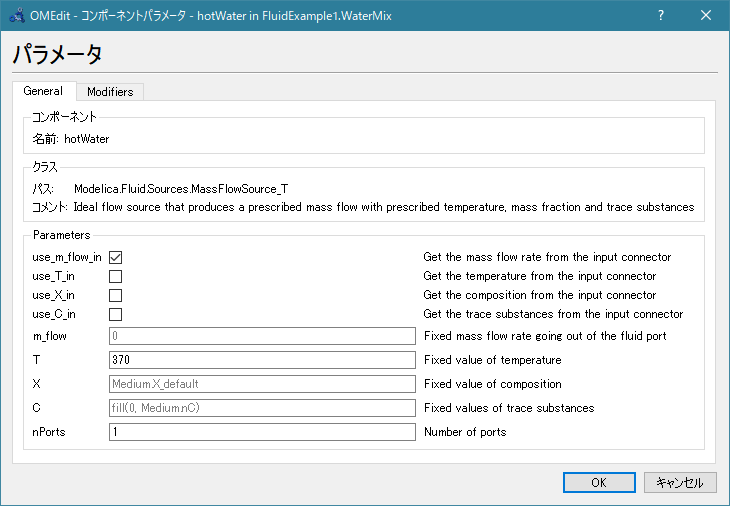 OMEdit - コンポーネントパラメータ - hotWater in FluidExample1.WaterMix
パラメータ
General Modifiers
コンポーネント
名前: hotWater
クラス
パス: Modelica.Fluid.Sources.MassFlowSource_T
コメント: Ideal flow source that produces a prescribed mass flow with prescribed temperature, mass fraction and trace substances
Parameters
use_m_flow_in Get the mass flow rate from the input connector
use_T_in Get the temperature from the input connector
use_X_in Get the composition from the input connector
use_C_in Get the trace substances from the input connector
m_flow 0 Fixed mass flow rate going out of the fluid port
T 370 Fixed value of temperature
X Medium.X_default Fixed value of composition
C fill(0, Medium.nC) Fixed values of trace substances
nPorts 1 Number of ports
OK キャンセル